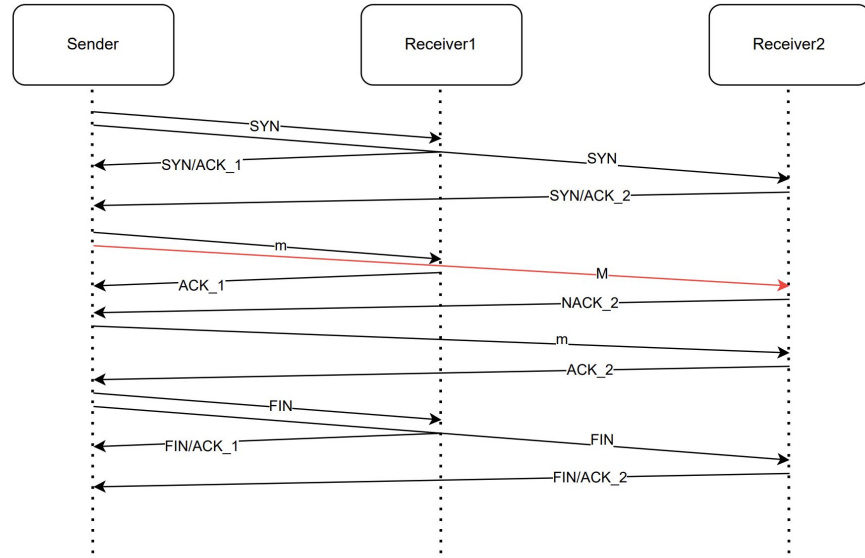 Sender
Receiver1
Receiver2
SYN
SYN
SYN/ACK_1
SYN/ACK_2
m
M
ACK_1
NACK_2
m
ACK_2
FIN
FIN
FIN/ACK_1
FIN/ACK_2